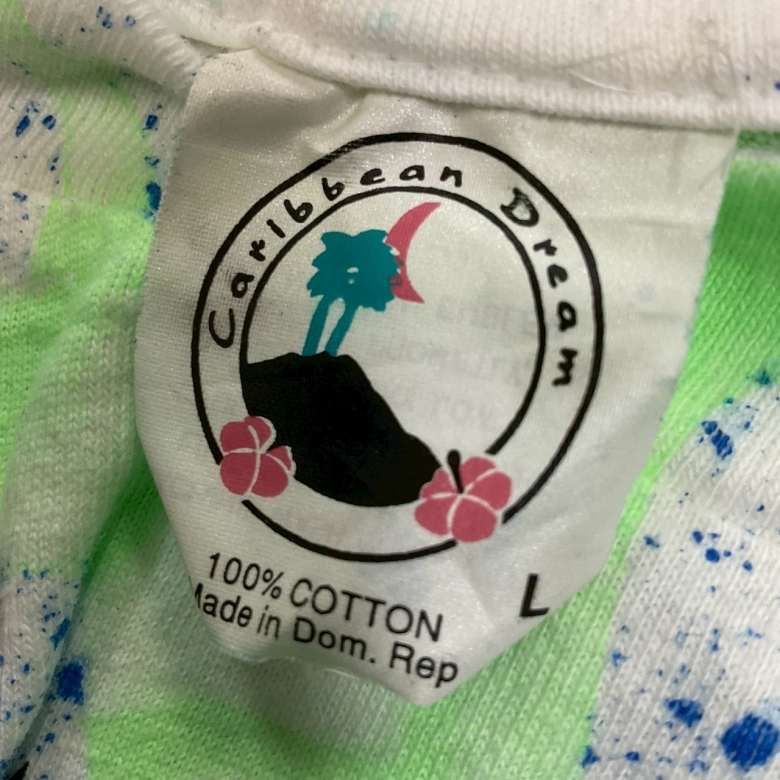 Caribbean Dream
100% COTTON
Made in Dom. Rep
L